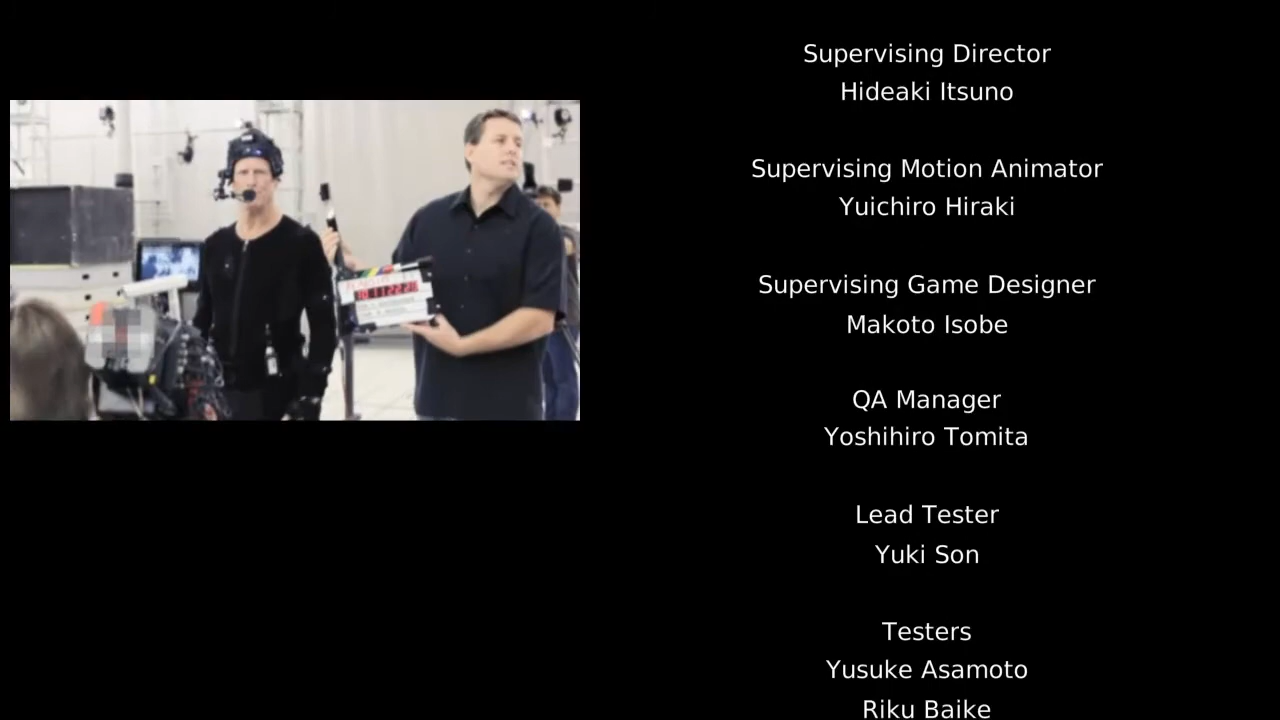 Supervising Director
Hideaki Itsuno
Supervising Motion Animator
Yuichiro Hiraki
Supervising Game Designer
Makoto Isobe
QA Manager
Yoshihiro Tomita
Lead Tester
Yuki Son
Testers
Yusuke Asamoto
Riku Baike